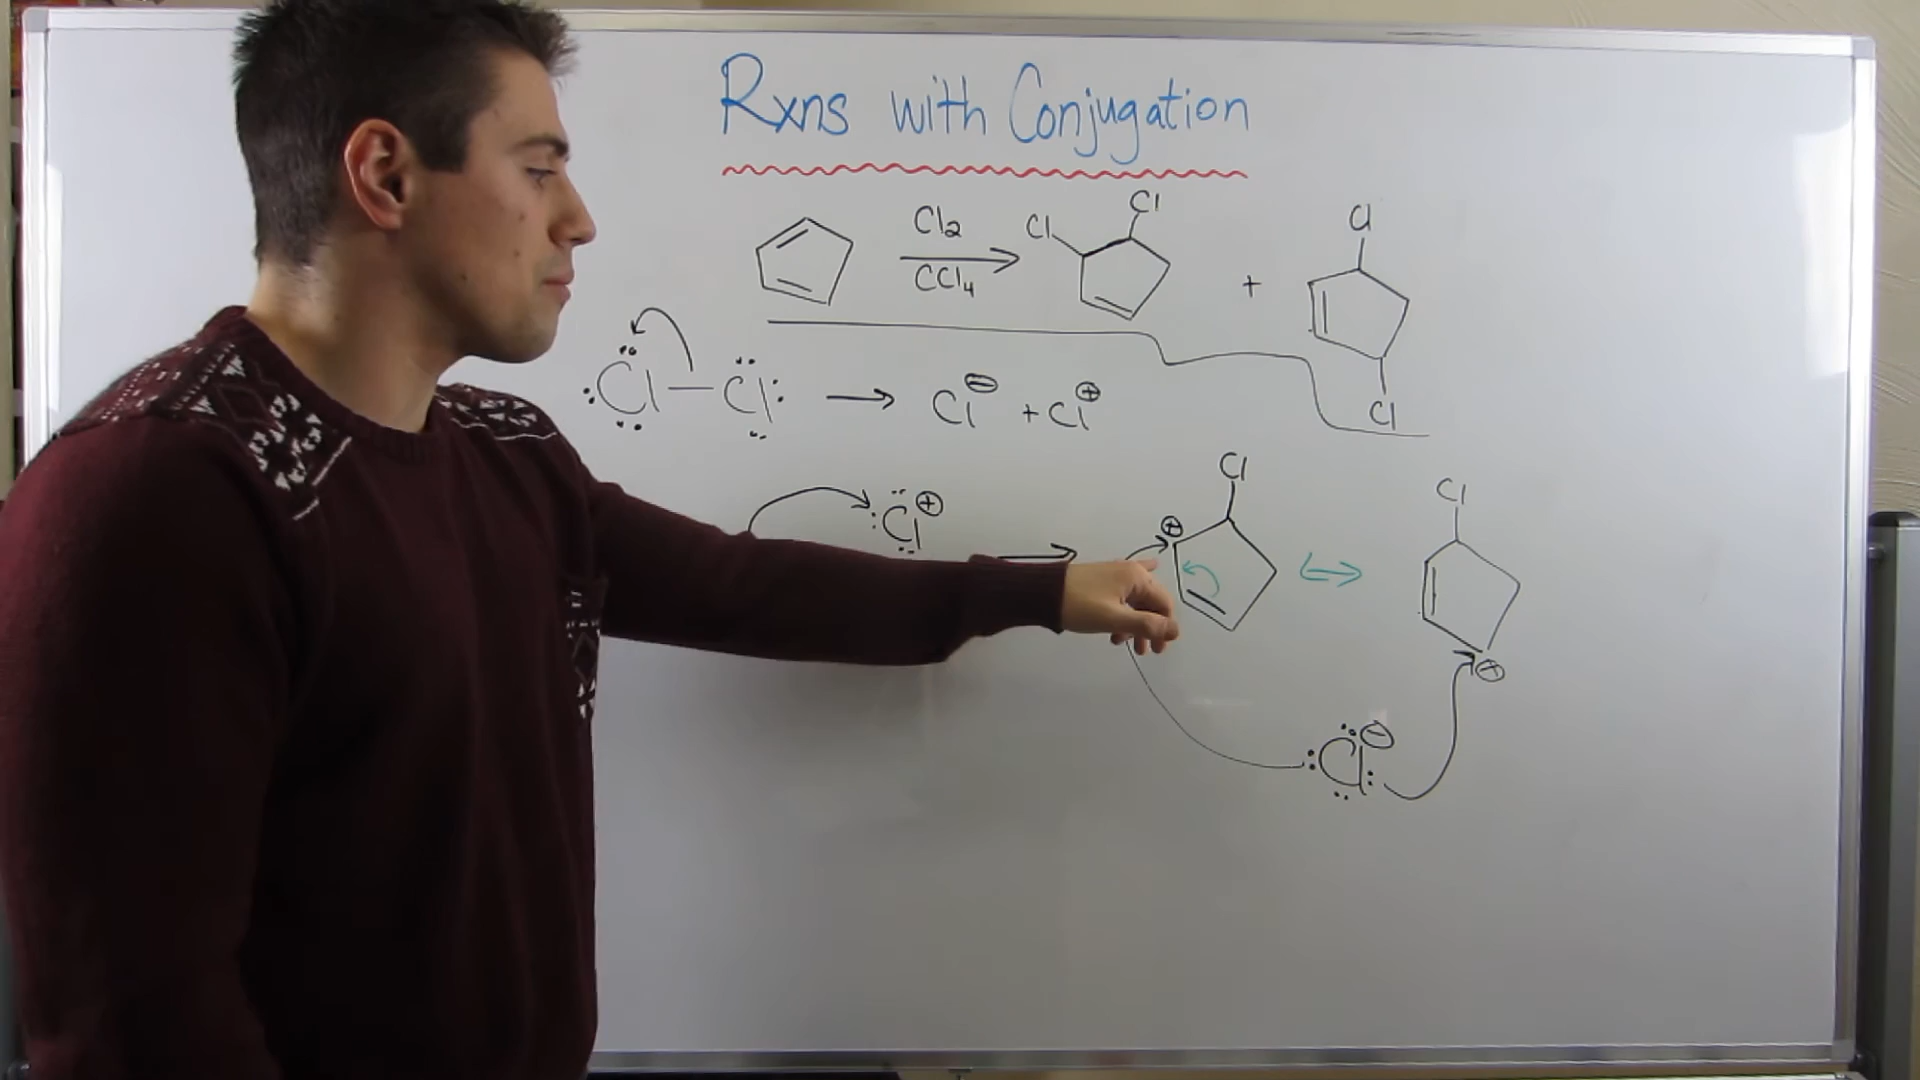 Rxns with Conjugation
Cl2
CCl4
Cl
Cl
+
Cl
Cl
Cl — Cl → Cl⊖ + Cl⊕
Cl⊕
Cl
⊕
Cl
⊕
Cl⊖